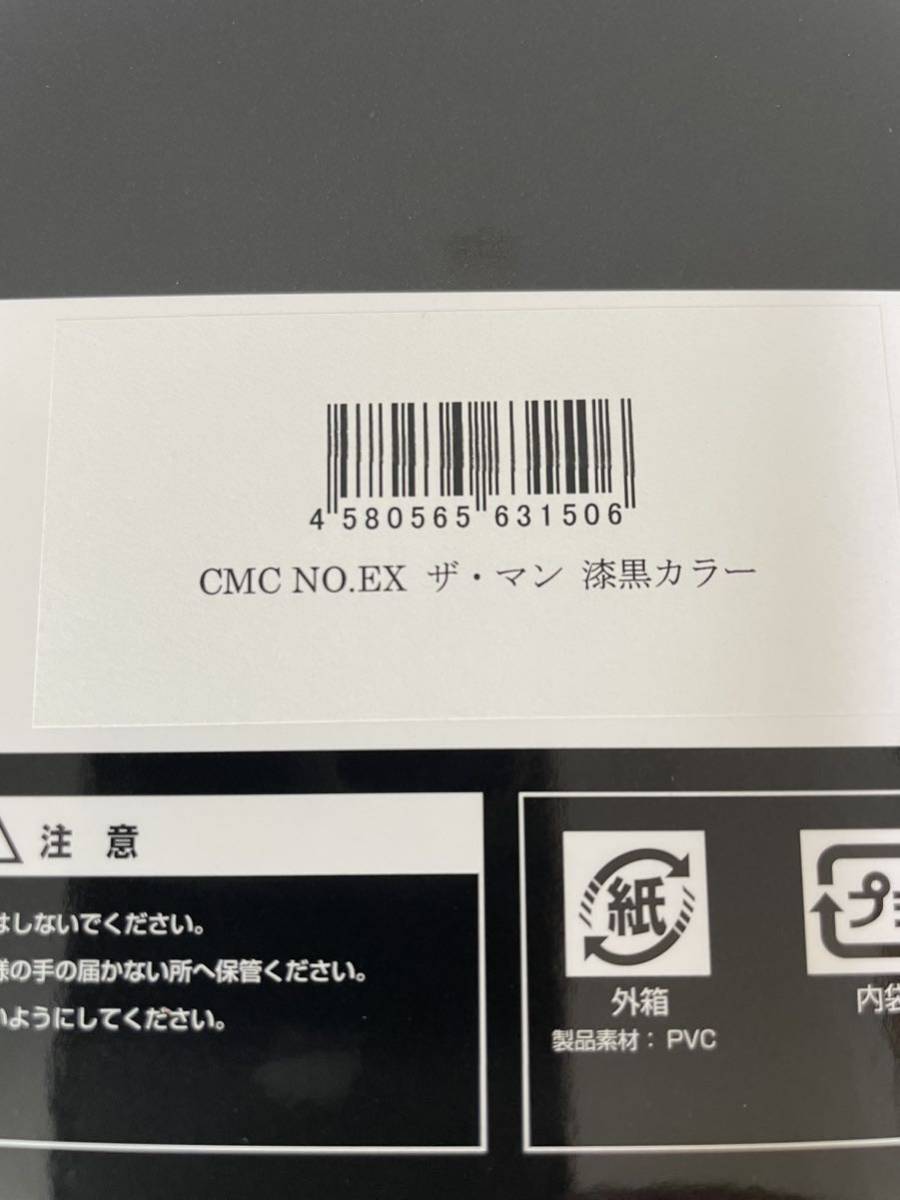 4 580565 631506
CMC NO.EX ザ・マン 漆黒カラー
注 意
はしないでください。
様の手の届かない所へ保管ください。
いようにしてください。
紙
外箱
製品素材： PVC
プ
内袋